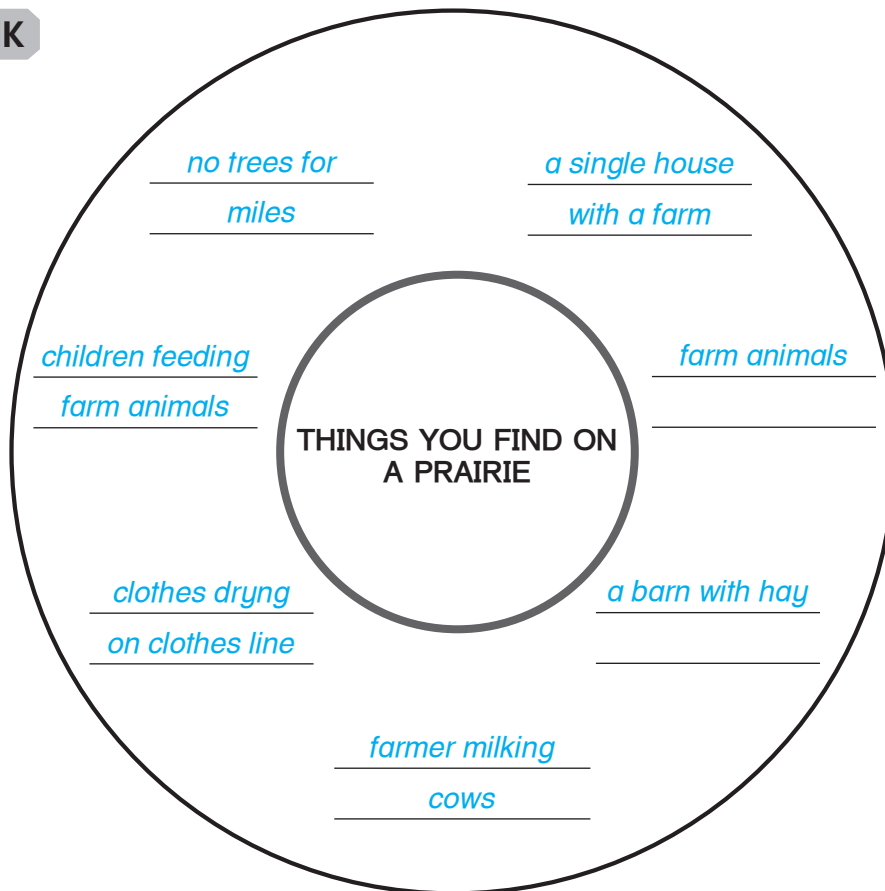 K
no trees for
miles
a single house
with a farm
children feeding
farm animals
farm animals
THINGS YOU FIND ON
A PRAIRIE
clothes dryng
on clothes line
a barn with hay
farmer milking
cows